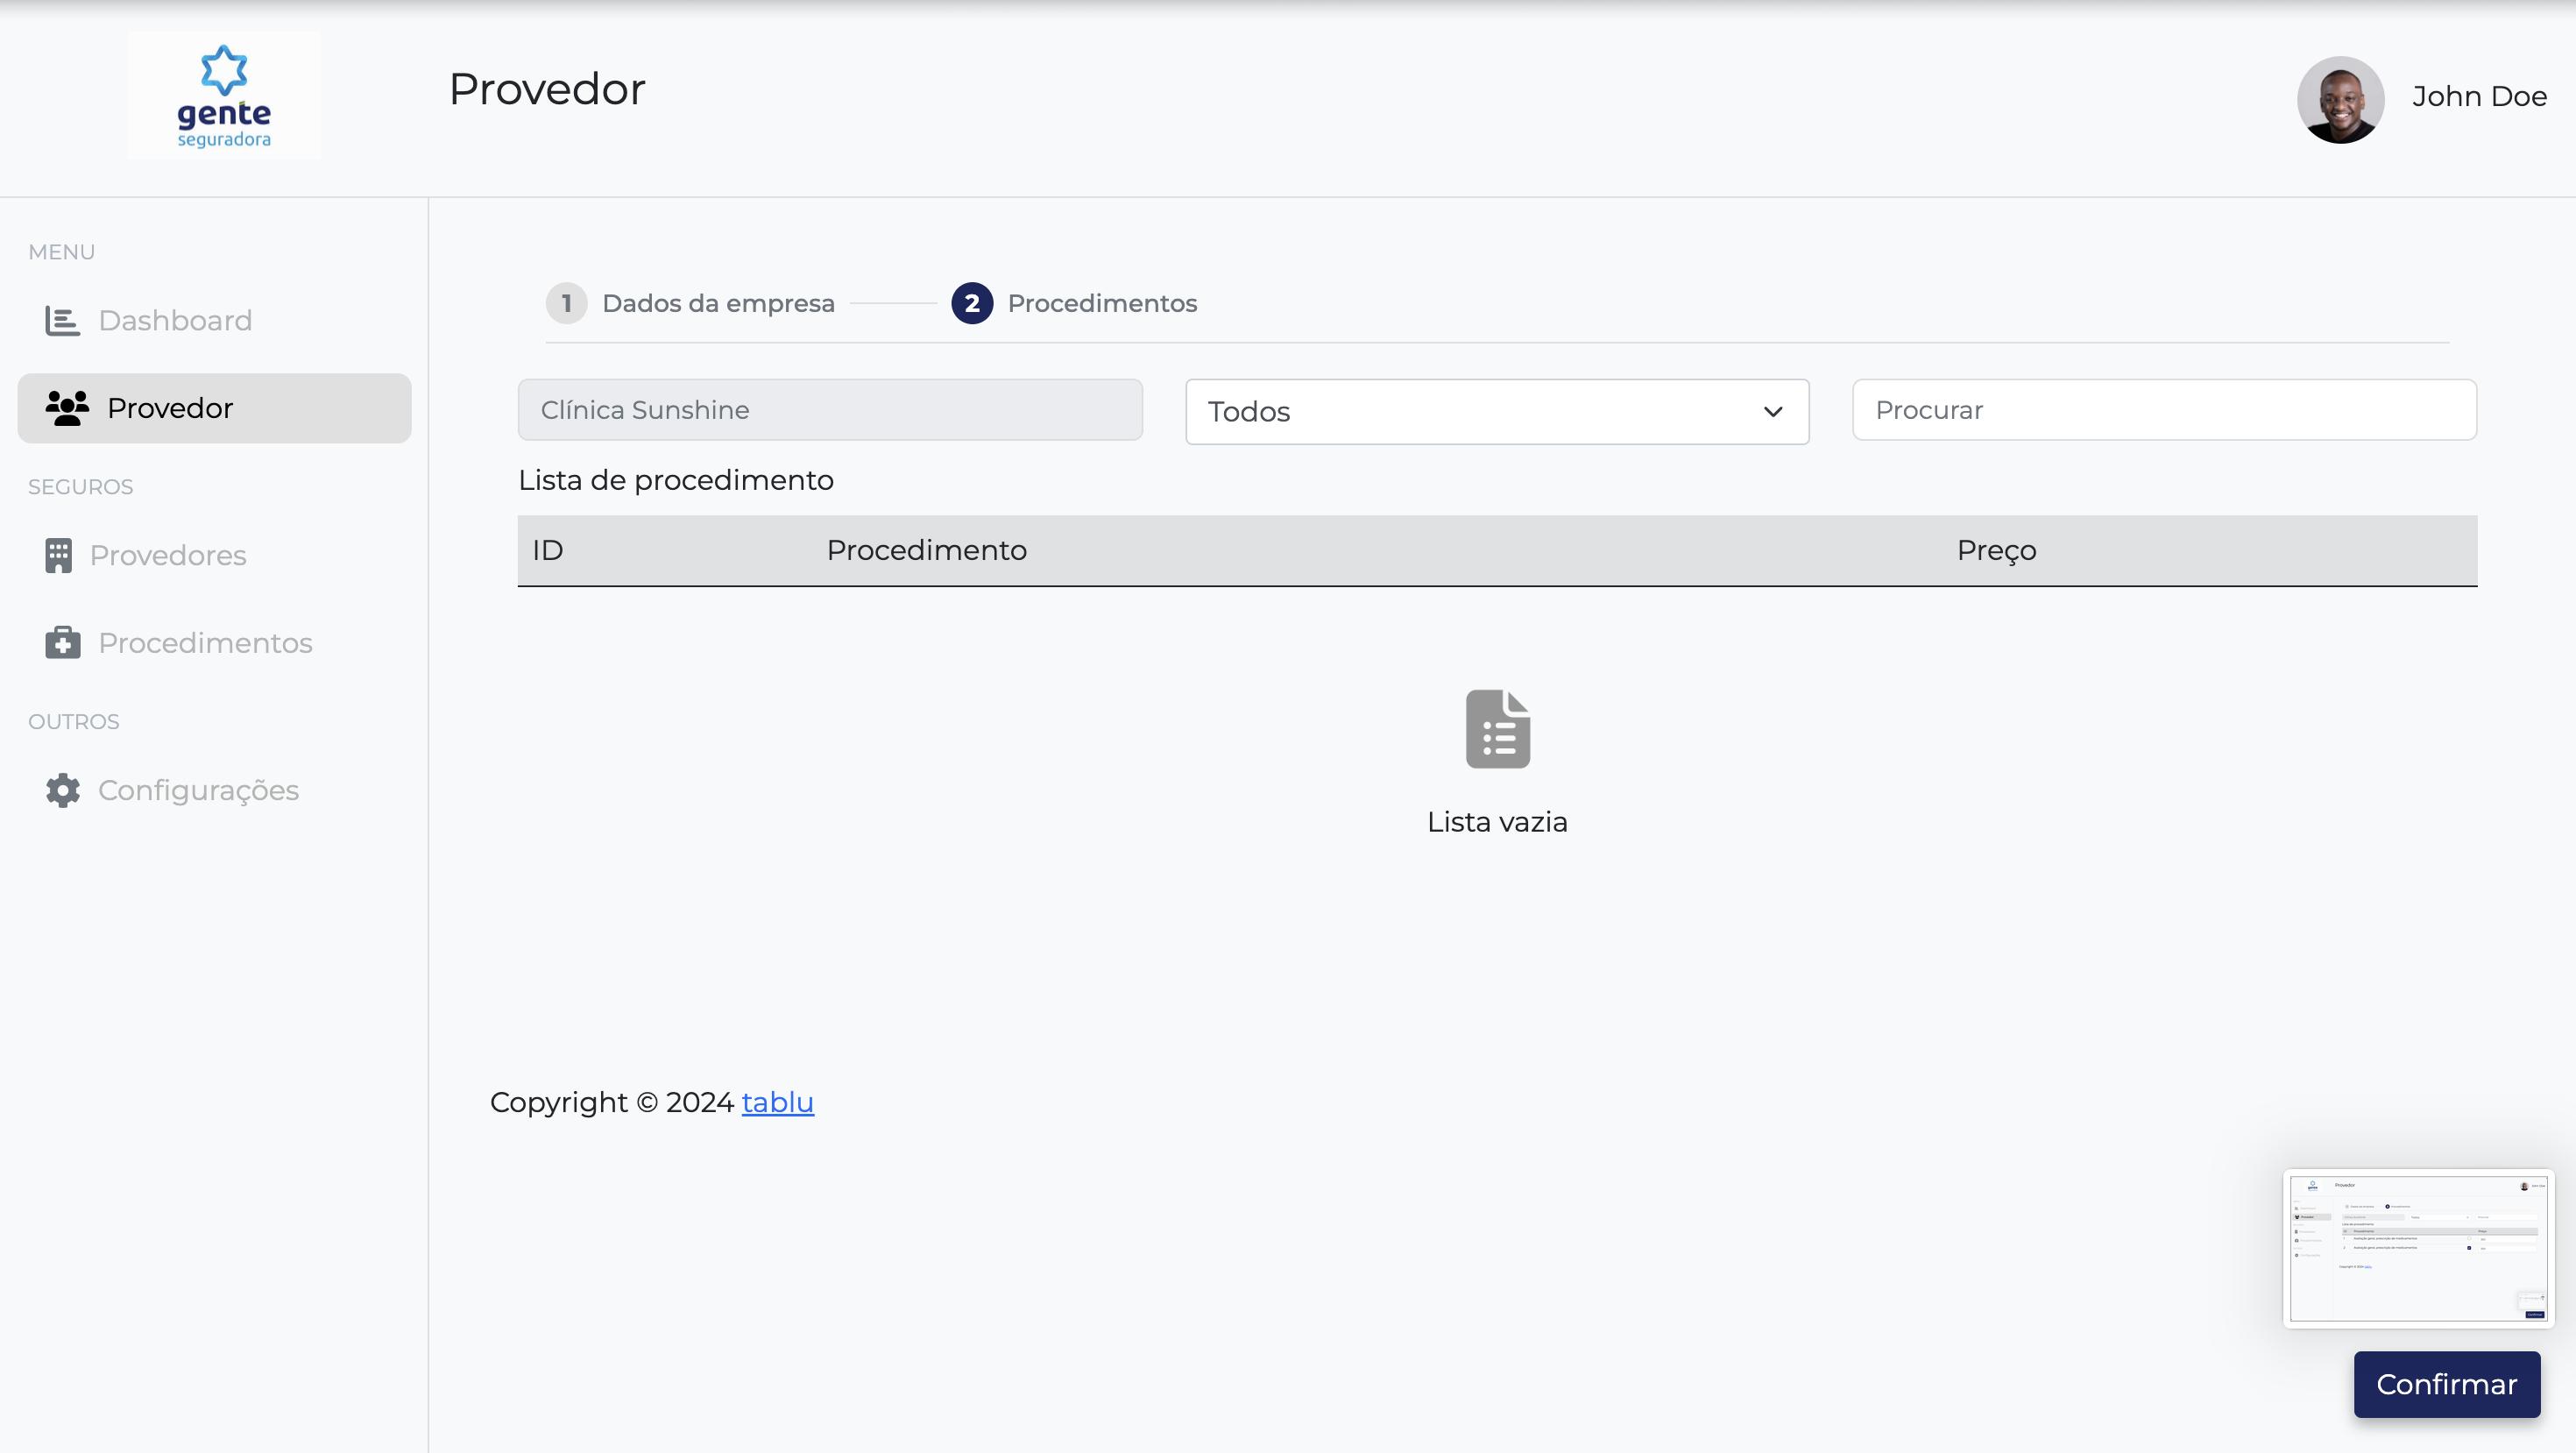 gente
seguradora
Provedor
John Doe
MENU
Dashboard
Provedor
SEGUROS
Provedores
Procedimentos
OUTROS
Configurações
1 Dados da empresa
2 Procedimentos
Clínica Sunshine
Todos
Procurar
Lista de procedimento
ID Procedimento Preço
Lista vazia
Copyright © 2024 tablu
Confirmar